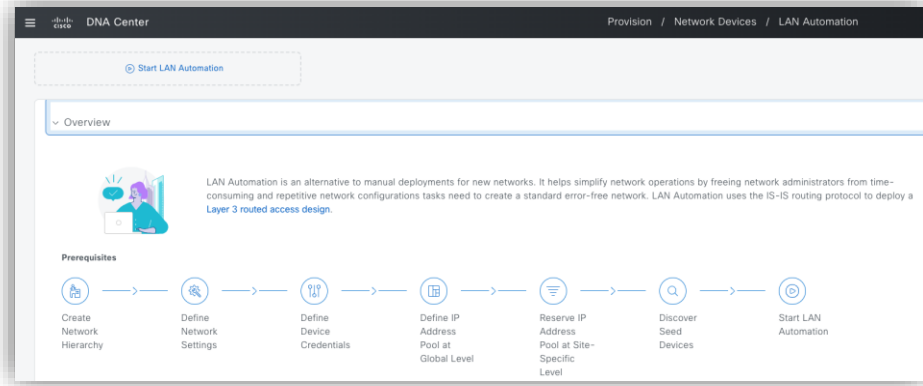 CISCO DNA Center
Provision / Network Devices / LAN Automation
Start LAN Automation
Overview
LAN Automation is an alternative to manual deployments for new networks. It helps simplify network operations by freeing network administrators from time-
consuming and repetitive network configurations tasks need to create a standard error-free network. LAN Automation uses the IS-IS routing protocol to deploy a
Layer 3 routed access design.
Prerequisites
Create
Network
Hierarchy
Define
Network
Settings
Define
Device
Credentials
Define IP
Address
Pool at
Global Level
Reserve IP
Address
Pool at Site-
Specific
Level
Discover
Seed
Devices
Start LAN
Automation